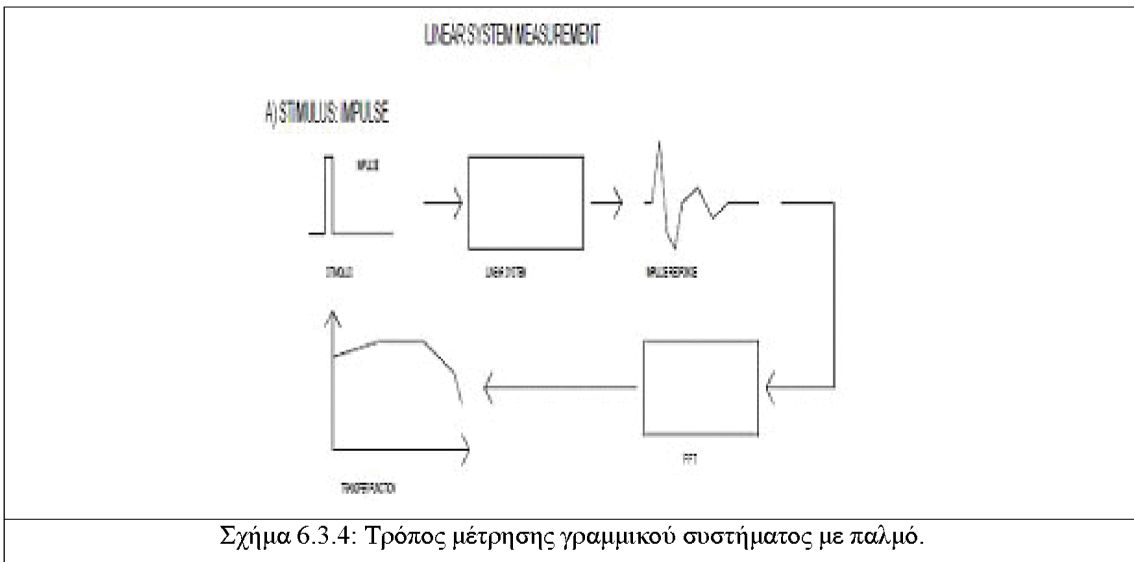 LINEAR SYSTEM MEASUREMENT
A) STIMULUS: IMPULSE
IMPULSE
STIMULUS
LINEAR SYSTEM
IMPULSE RESPONSE
FFT
TRANSFER FUNCTION
Σχήμα 6.3.4: Τρόπος μέτρησης γραμμικού συστήματος με παλμό.